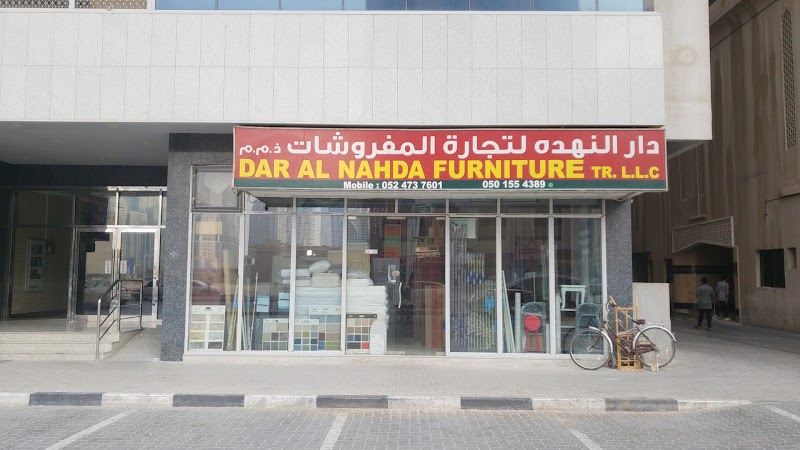 دار النهده لتجارة المفروشات ذ.م.م
DAR AL NAHDA FURNITURE TR. L.L.C
Mobile : 052 473 7601 050 155 4389